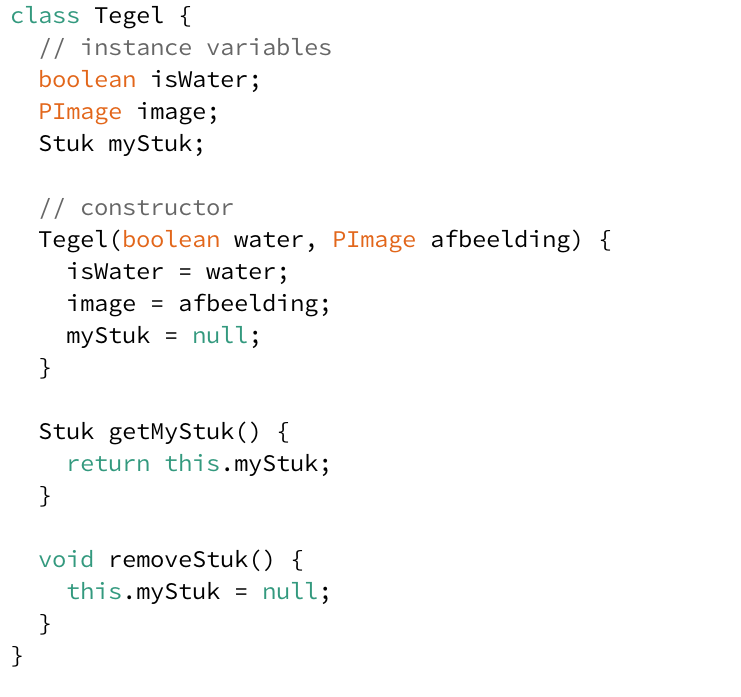 class Tegel {
  // instance variables
  boolean isWater;
  PImage image;
  Stuk myStuk;

  // constructor
  Tegel(boolean water, PImage afbeelding) {
    isWater = water;
    image = afbeelding;
    myStuk = null;
  }

  Stuk getMyStuk() {
    return this.myStuk;
  }

  void removeStuk() {
    this.myStuk = null;
  }
}